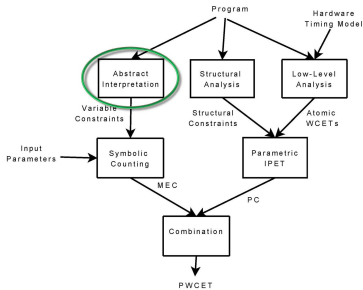 Program
Hardware
Timing Model
Abstract
Interpretation
Structural
Analysis
Low-Level
Analysis
Variable
Constraints
Structural
Constraints
Atomic
WCETs
Input
Parameters
Symbolic
Counting
Parametric
IPET
MEC
PC
Combination
PWCET